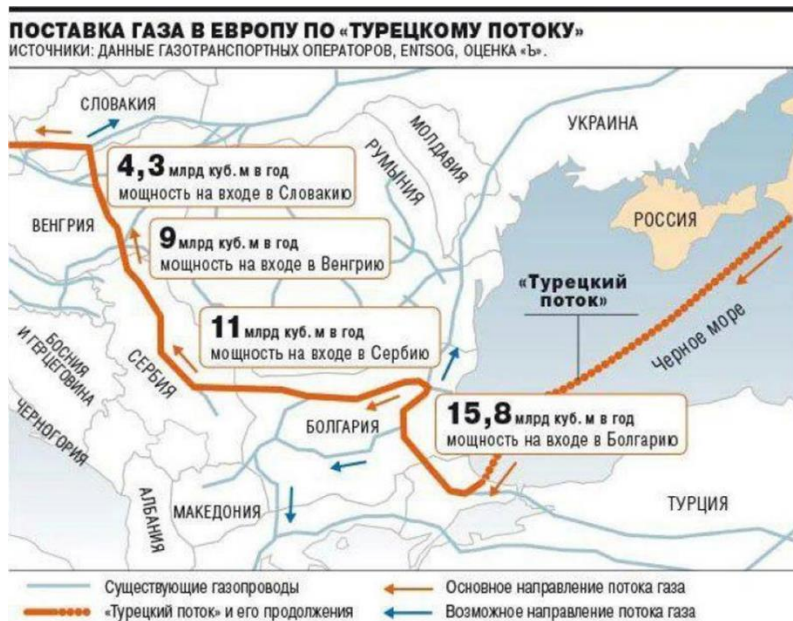 ПОСТАВКА ГАЗА В ЕВРОПУ ПО «ТУРЕЦКОМУ ПОТОКУ»
ИСТОЧНИКИ: ДАННЫЕ ГАЗОТРАНСПОРТНЫХ ОПЕРАТОРОВ, ENTSOG, ОЦЕНКА «Ъ».
СЛОВАКИЯ
УКРАИНА
МОЛДАВИЯ
РУМЫНИЯ
4,3 млрд куб. м в год
мощность на входе в Словакию
ВЕНГРИЯ
РОССИЯ
9 млрд куб. м в год
мощность на входе в Венгрию
«Турецкий
поток»
11 млрд куб. м в год
мощность на входе в Сербию
Черное море
БОСНИЯ
И ГЕРЦЕГОВИНА
СЕРБИЯ
15,8 млрд куб. м в год
мощность на входе в Болгарию
ЧЕРНОГОРИЯ
БОЛГАРИЯ
АЛБАНИЯ
МАКЕДОНИЯ
ТУРЦИЯ
Существующие газопроводы
Основное направление потока газа
«Турецкий поток» и его продолжения
Возможное направление потока газа